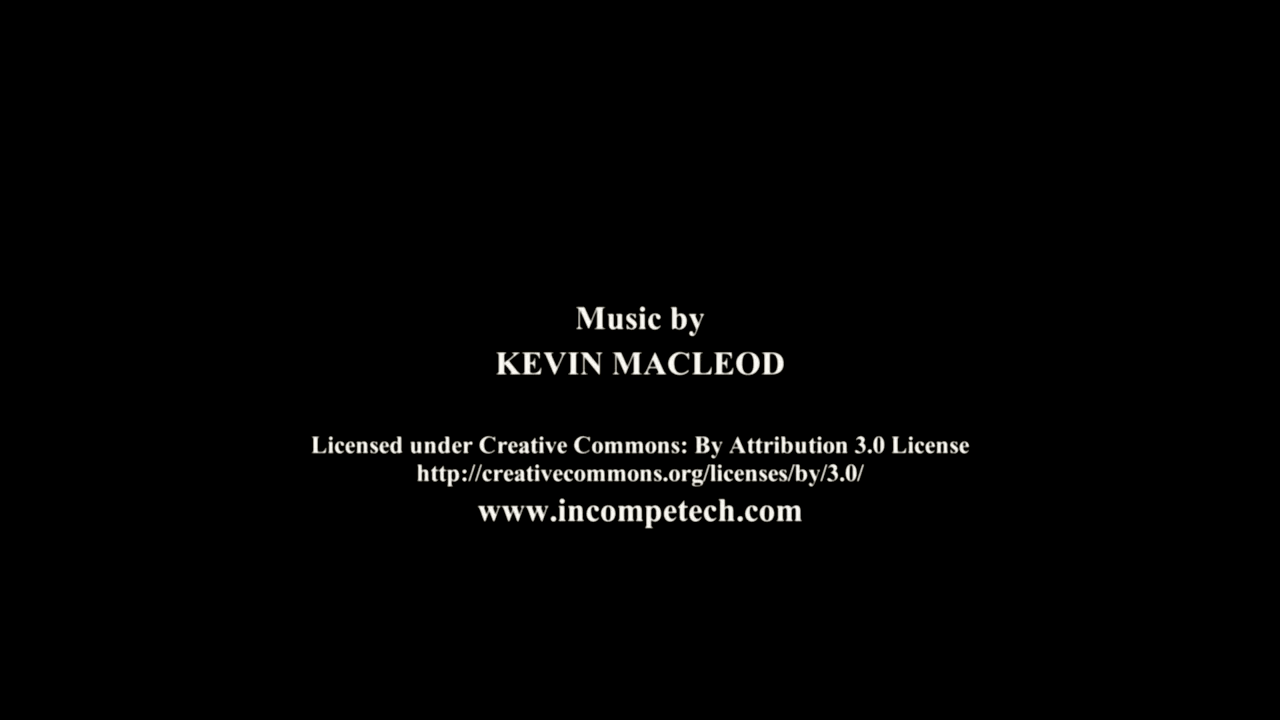 Music by
KEVIN MACLEOD
Licensed under Creative Commons: By Attribution 3.0 License
http://creativecommons.org/licenses/by/3.0/
www.incompetech.com